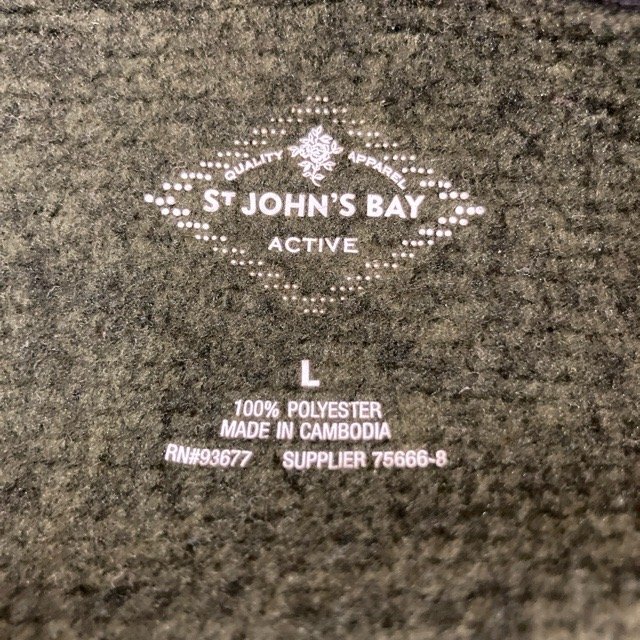 QUALITY APPAREL
ST JOHN'S BAY
ACTIVE
L
100% POLYESTER
MADE IN CAMBODIA
RN#93677 SUPPLIER 75666-8